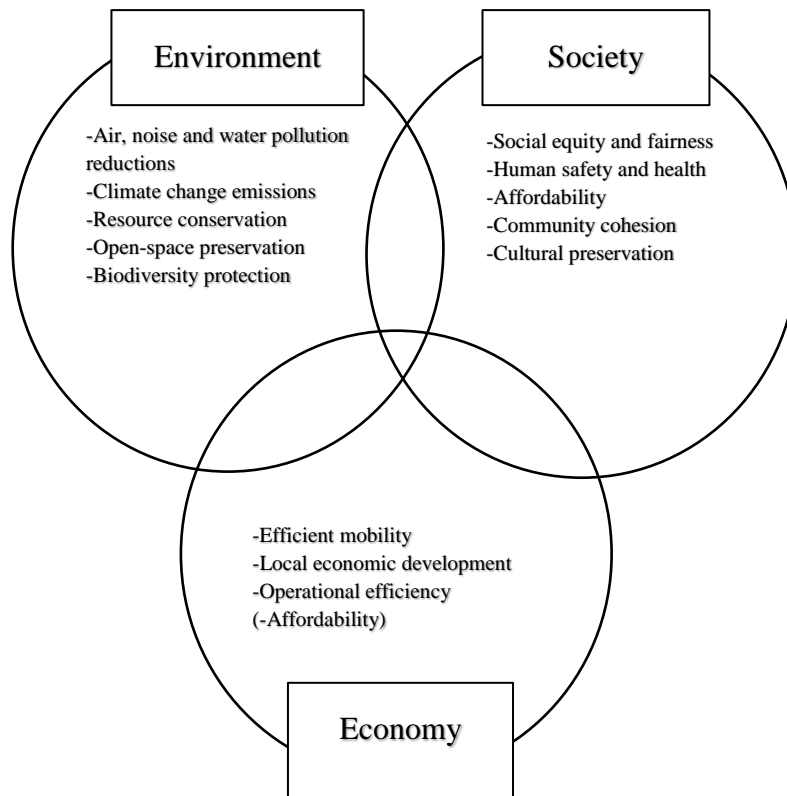 Environment
-Air, noise and water pollution
reductions
-Climate change emissions
-Resource conservation
-Open-space preservation
-Biodiversity protection
Society
-Social equity and fairness
-Human safety and health
-Affordability
-Community cohesion
-Cultural preservation
-Efficient mobility
-Local economic development
-Operational efficiency
(-Affordability)
Economy